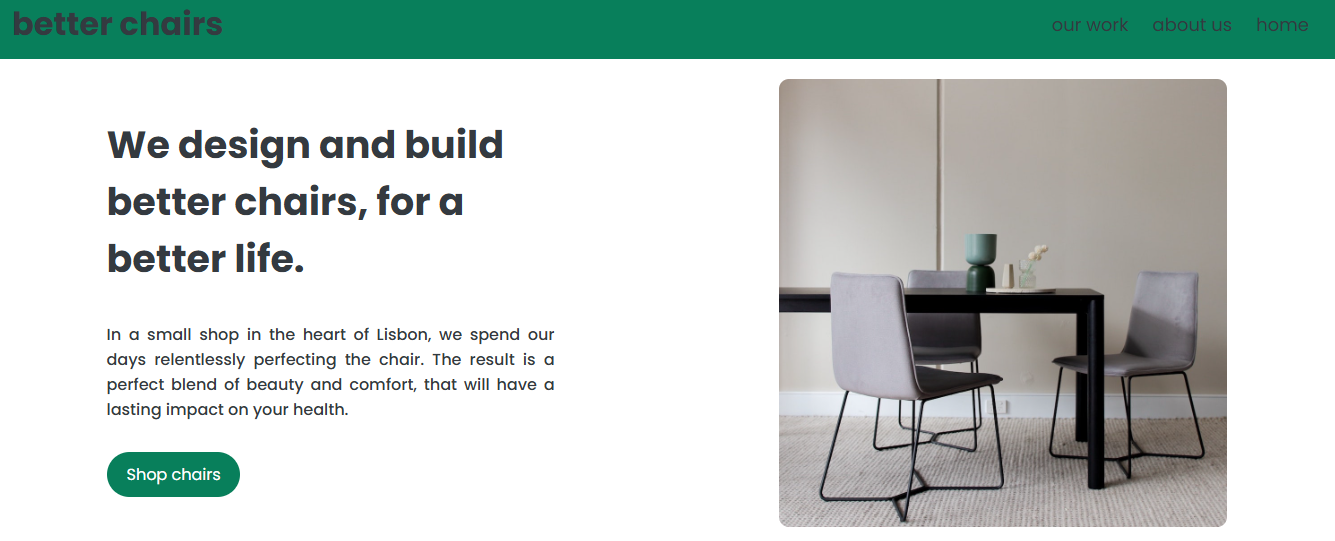 better chairs
our work about us home
We design and build
better chairs, for a
better life.
In a small shop in the heart of Lisbon, we spend our
days relentlessly perfecting the chair. The result is a
perfect blend of beauty and comfort, that will have a
lasting impact on your health.
Shop chairs